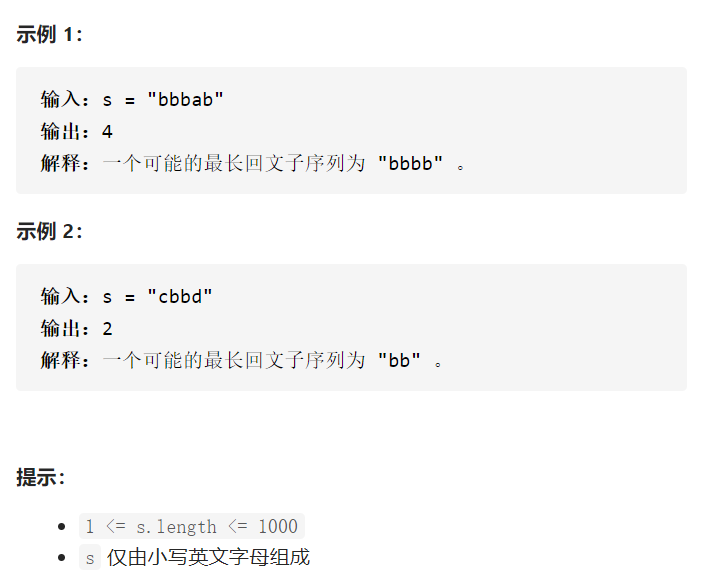 示例 1：
输入：s = "bbbab"
输出：4
解释：一个可能的最长回文子序列为 "bbbb" 。
示例 2：
输入：s = "cbbd"
输出：2
解释：一个可能的最长回文子序列为 "bb" 。
提示：
1 <= s.length <= 1000
s 仅由小写英文字母组成